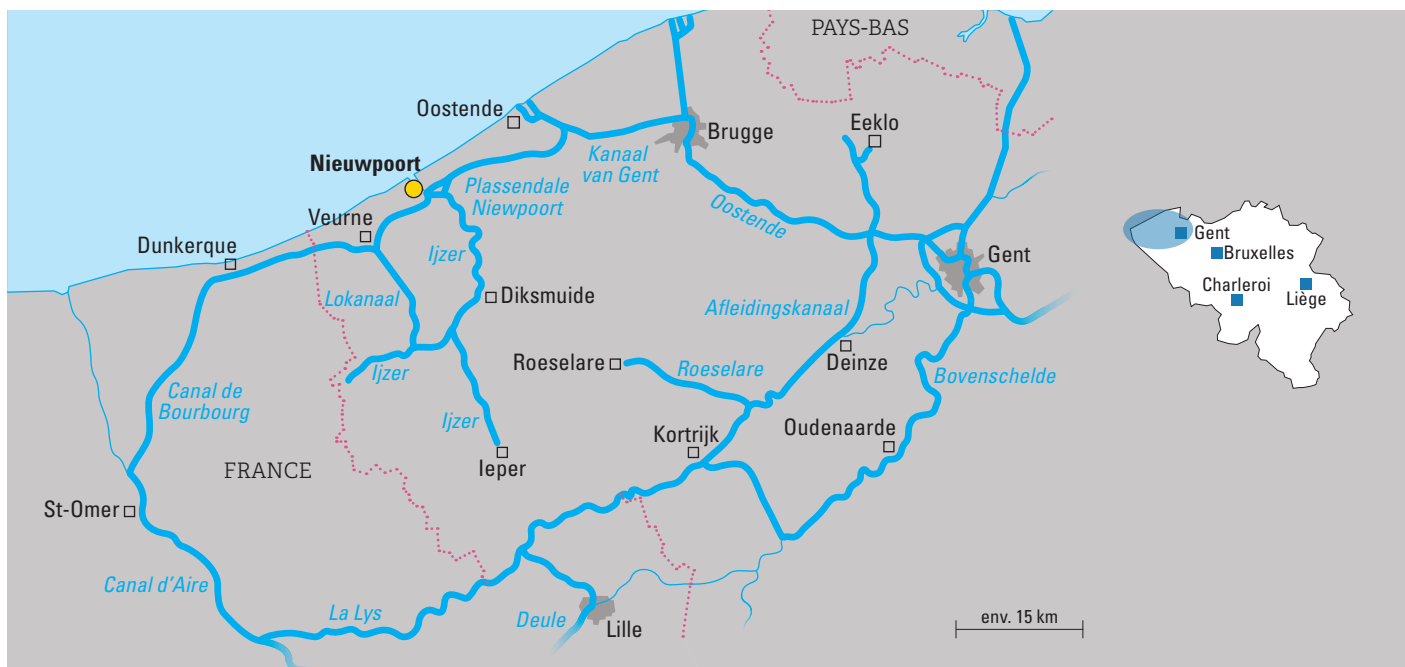 PAYS-BAS
Oostende
Brugge
Eeklo
Kanaal
van Gent
Nieuwpoort
Plassendale
Niewpoort
Oostende
Veurne
Dunkerque
Ijzer
Gent
Lokanaal
Diksmuide
Afleidingskanaal
Roeselare
Roeselare
Deinze
Bovenschelde
Ijzer
Canal de
Bourbourg
Ijzer
Kortrijk
Oudenaarde
FRANCE
Ieper
St-Omer
Canal d'Aire
La Lys
Deule
Lille
env. 15 km
Gent
Bruxelles
Charleroi
Liège